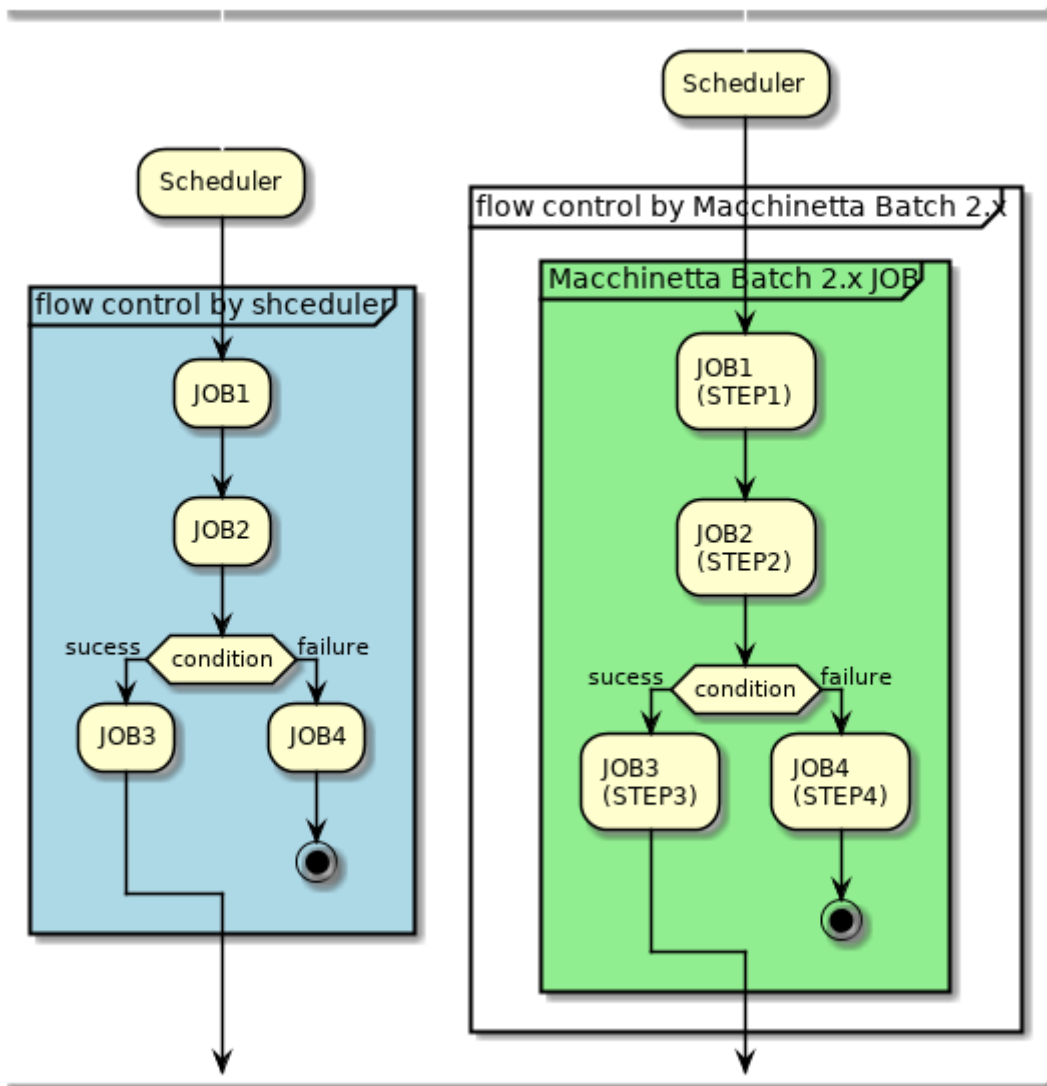 Scheduler
flow control by shceduler
JOB1
JOB2
sucess
condition
failure
JOB3
JOB4
Scheduler
flow control by Macchinetta Batch 2.x
Macchinetta Batch 2.x JOB
JOB1
(STEP1)
JOB2
(STEP2)
sucess
condition
failure
JOB3
(STEP3)
JOB4
(STEP4)